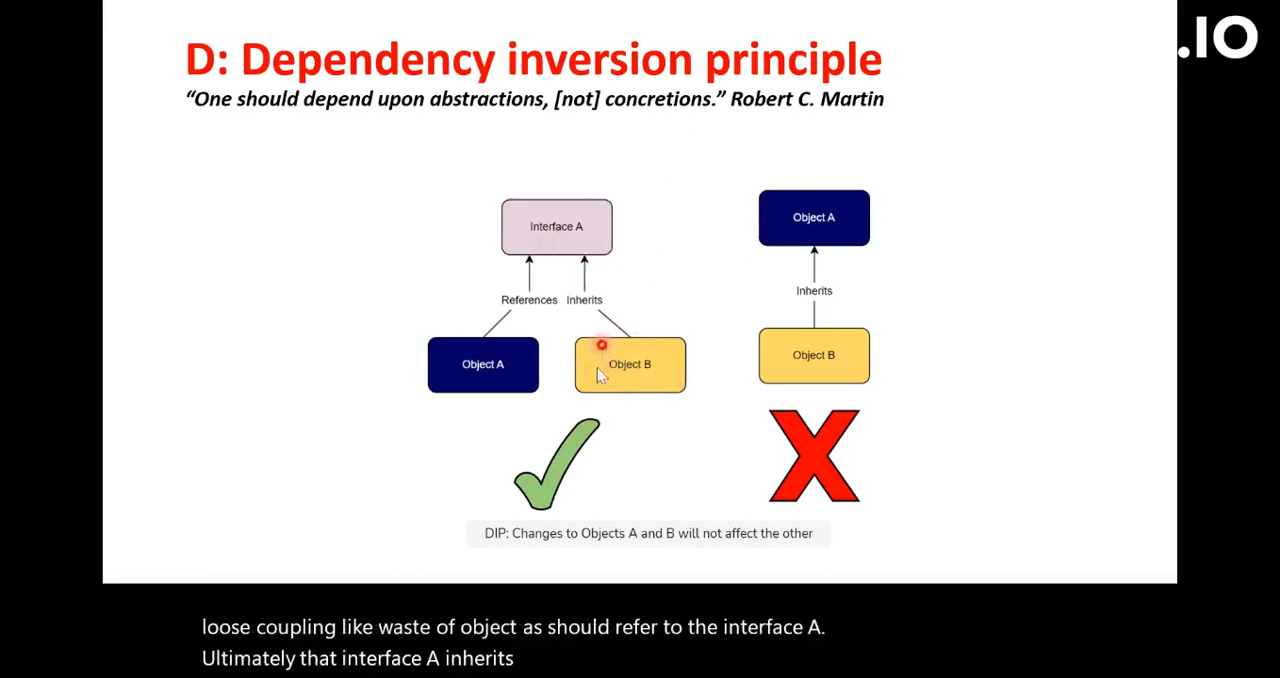 .IO
D: Dependency inversion principle
“One should depend upon abstractions, [not] concretions.” Robert C. Martin
Interface A
References Inherits
Object A
Object B
Object A
Inherits
Object B
X
DIP: Changes to Objects A and B will not affect the other
loose coupling like waste of object as should refer to the interface A.
Ultimately that interface A inherits